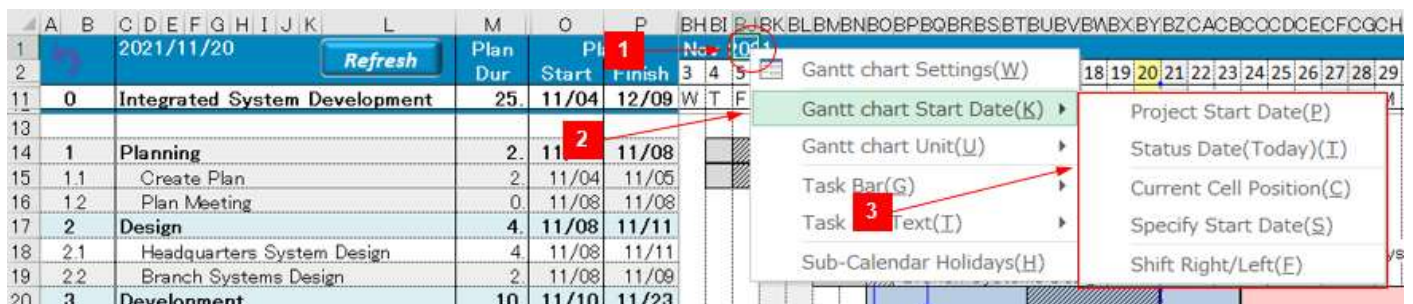 A B C D E F G H I J K L M O P BH BI BJ BK BL BM BN BO BP BQ BR BS BT BU BV BW BX BY BZ CA CB CC CD CE CF CG CH
1 2021/11/20 Refresh Plan 1
2 Dur Start Finish 3 4 5 18 19 20 21 22 23 24 25 26 27 28 29
11 0 Integrated System Development 25. 11/04 12/09 W T F
13
14 1 Planning 2. 11/08
15 1.1 Create Plan 2. 11/04 11/05
16 1.2 Plan Meeting 0. 11/08 11/08
17 2 Design 4. 11/08 11/11
18 2.1 Headquarters System Design 4. 11/08 11/11
19 2.2 Branch Systems Design 2. 11/08 11/09
20 3 Development 10. 11/10 11/23
2
3
Gantt chart Settings(W)
Gantt chart Start Date(K)
Gantt chart Unit(U)
Task Bar(G)
Task Text(T)
Sub-Calendar Holidays(H)
Project Start Date(P)
Status Date(Today)(T)
Current Cell Position(C)
Specify Start Date(S)
Shift Right/Left(F)